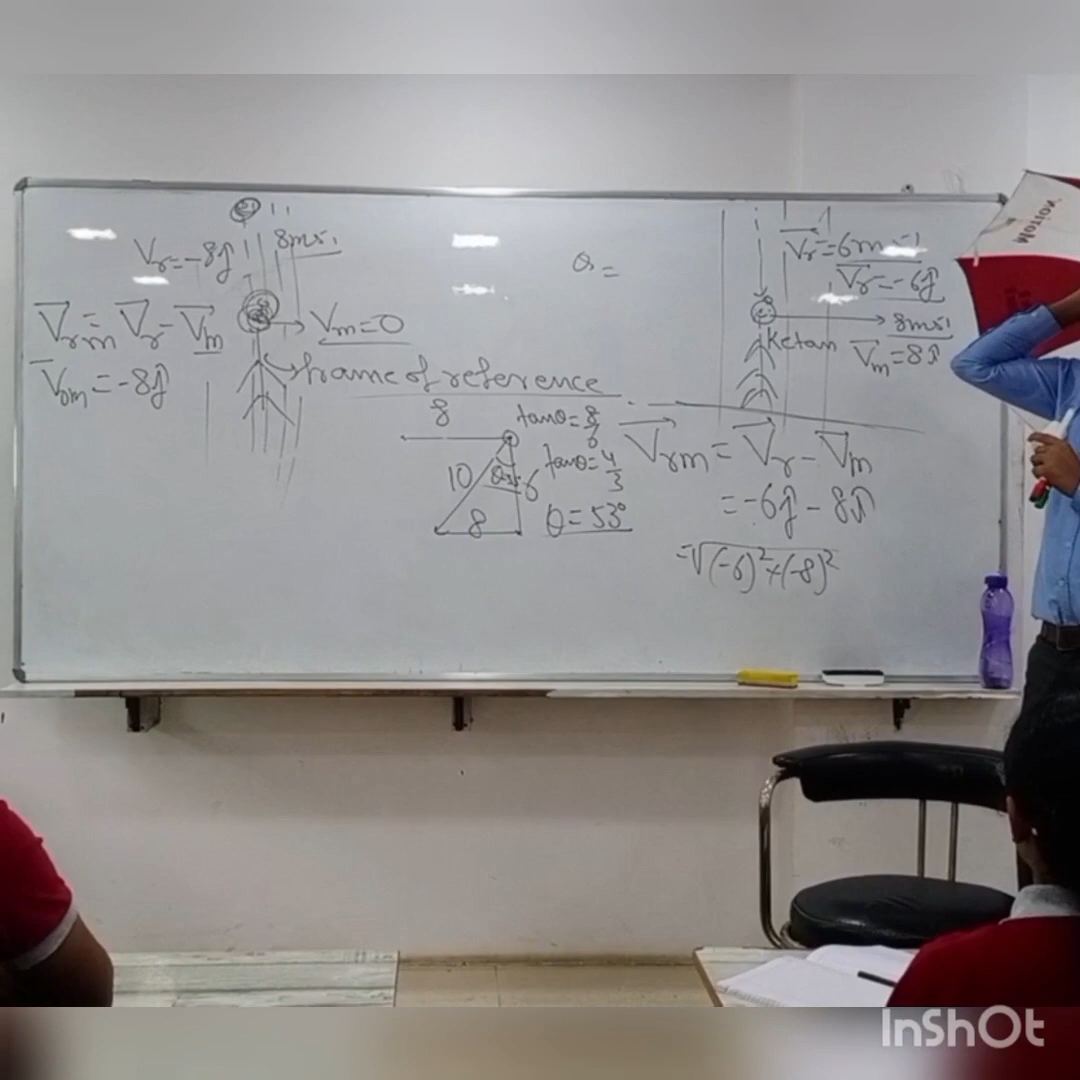 8ms⁻¹
Vr=-8ĵ
Vrm=Vr-Vm
Vm=0
Vom=-8ĵ
frame of reference
θ=
Vr=6ms⁻¹
Vr=-6ĵ
8ms⁻¹
Ketan
Vm=8î
8
10
θ
6
8
tanθ=8/6
tanθ=4/3
θ=53°
Vrm=Vr-Vm
=-6ĵ-8î
=√(-6)²+(-8)²
MOTION
InShOt